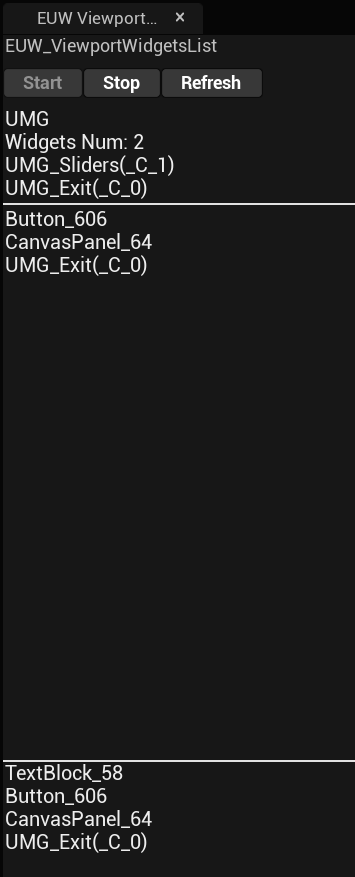 EUW Viewport...
EUW_ViewportWidgetsList
Start Stop Refresh
UMG
Widgets Num: 2
UMG_Sliders(_C_1)
UMG_Exit(_C_0)
Button_606
CanvasPanel_64
UMG_Exit(_C_0)
TextBlock_58
Button_606
CanvasPanel_64
UMG_Exit(_C_0)